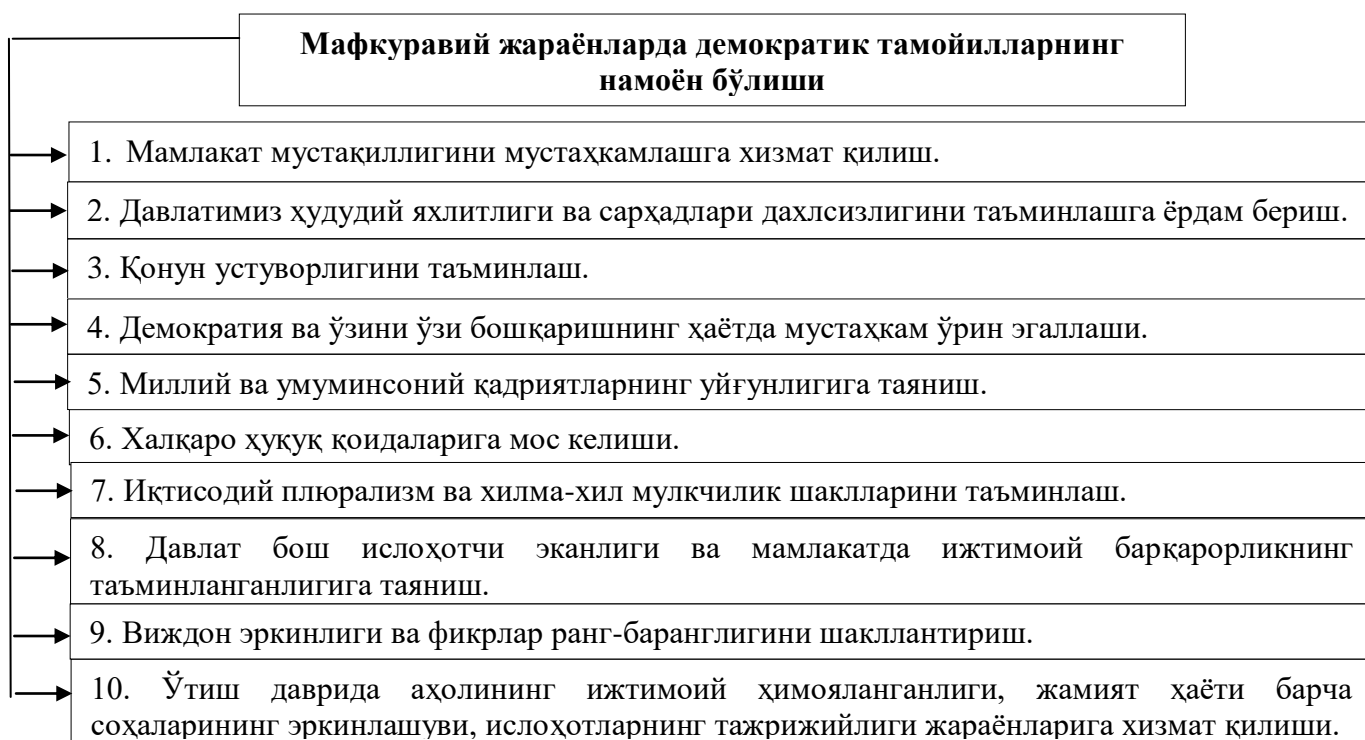 Мафкуравий жараёнларда демократик тамойилларнинг
намоён бўлиши
1. Мамлакат мустақиллигини мустаҳкамлашга хизмат қилиш.
2. Давлатимиз ҳудудий яхлитлиги ва сарҳадлари дахлсизлигини таъминлашга ёрдам бериш.
3. Қонун устуворлигини таъминлаш.
4. Демократия ва ўзини ўзи бошқаришнинг ҳаётда мустаҳкам ўрин эгаллаши.
5. Миллий ва умуминсоний қадриятларнинг уйғунлигига таяниш.
6. Халқаро ҳуқуқ қоидаларига мос келиши.
7. Иқтисодий плюрализм ва хилма-хил мулкчилик шаклларини таъминлаш.
8. Давлат бош ислоҳотчи эканлиги ва мамлакатда ижтимоий барқарорликнинг
таъминланганлигига таяниш.
9. Виждон эркинлиги ва фикрлар ранг-баранглигини шакллантириш.
10. Ўтиш даврида аҳолининг ижтимоий ҳимояланганлиги, жамият ҳаёти барча
соҳаларининг эркинлашуви, ислоҳотларнинг тажрижийлиги жараёнларига хизмат қилиши.